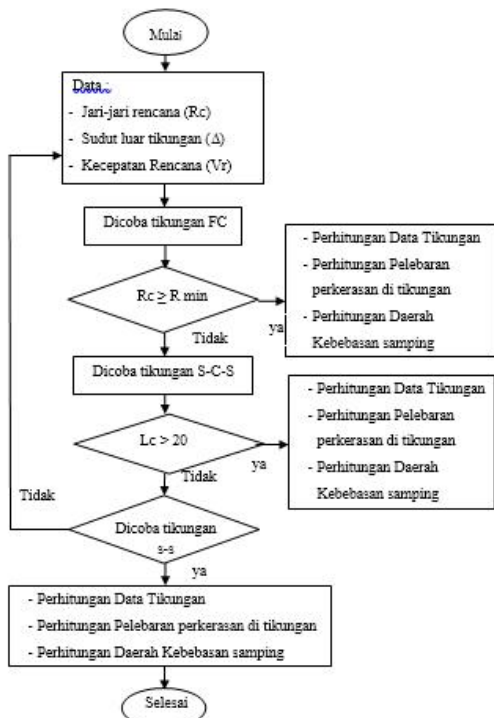 Mulai
Data :
- Jari-jari rencana (Rc)
- Sudut luar tikungan (Δ)
- Kecepatan Rencana (Vr)
Dicoba tikungan FC
Rc ≥ R min
ya
Tidak
- Perhitungan Data Tikungan
- Perhitungan Pelebaran
perkerasan di tikungan
- Perhitungan Daerah
Kebebasan samping
Dicoba tikungan S-C-S
Lc > 20
ya
Tidak
- Perhitungan Data Tikungan
- Perhitungan Pelebaran
perkerasan di tikungan
- Perhitungan Daerah
Kebebasan samping
Tidak
Dicoba tikungan
s-s
ya
- Perhitungan Data Tikungan
- Perhitungan Pelebaran perkerasan di tikungan
- Perhitungan Daerah Kebebasan samping
Selesai